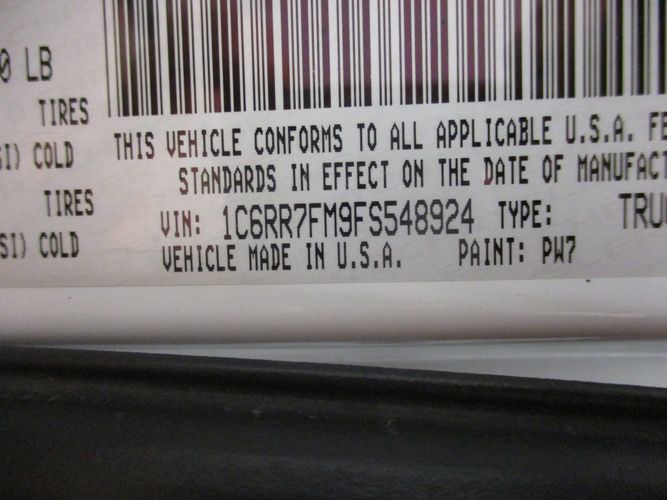 0 LB
TIRES
SI) COLD
TIRES
SI) COLD
THIS VEHICLE CONFORMS TO ALL APPLICABLE U.S.A. FE
STANDARDS IN EFFECT ON THE DATE OF MANUFACT
VIN: 1C6RR7FM9FS548924 TYPE: TRU
VEHICLE MADE IN U.S.A. PAINT: PW7